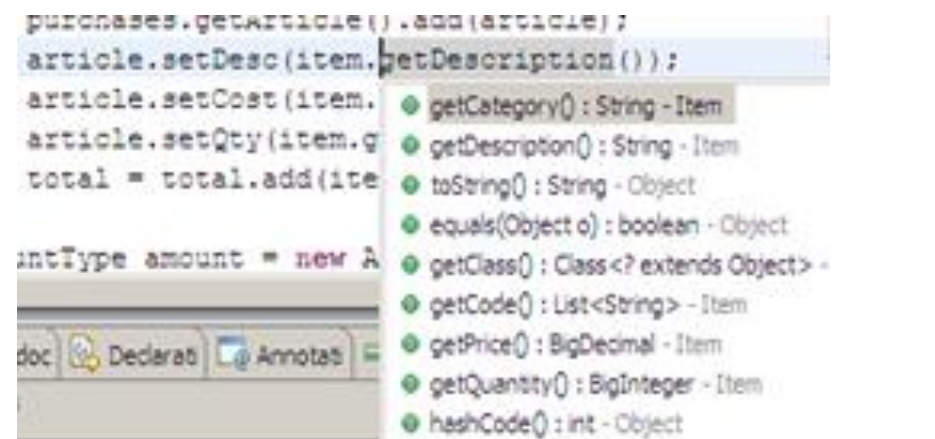 purchases.getArticle().add(article);
article.setDesc(item.getDescription());
article.setCost(item.
article.setQty(item.g
total = total.add(ite
untType amount = new A
getCategory() : String - Item
getDescription() : String - Item
toString() : String - Object
equals(Object o) : boolean - Object
getClass() : Class<? extends Object> -
getCode() : List<String> - Item
getPrice() : BigDecimal - Item
getQuantity() : BigInteger - Item
hashCode() : int - Object
doc Declarati Annotati